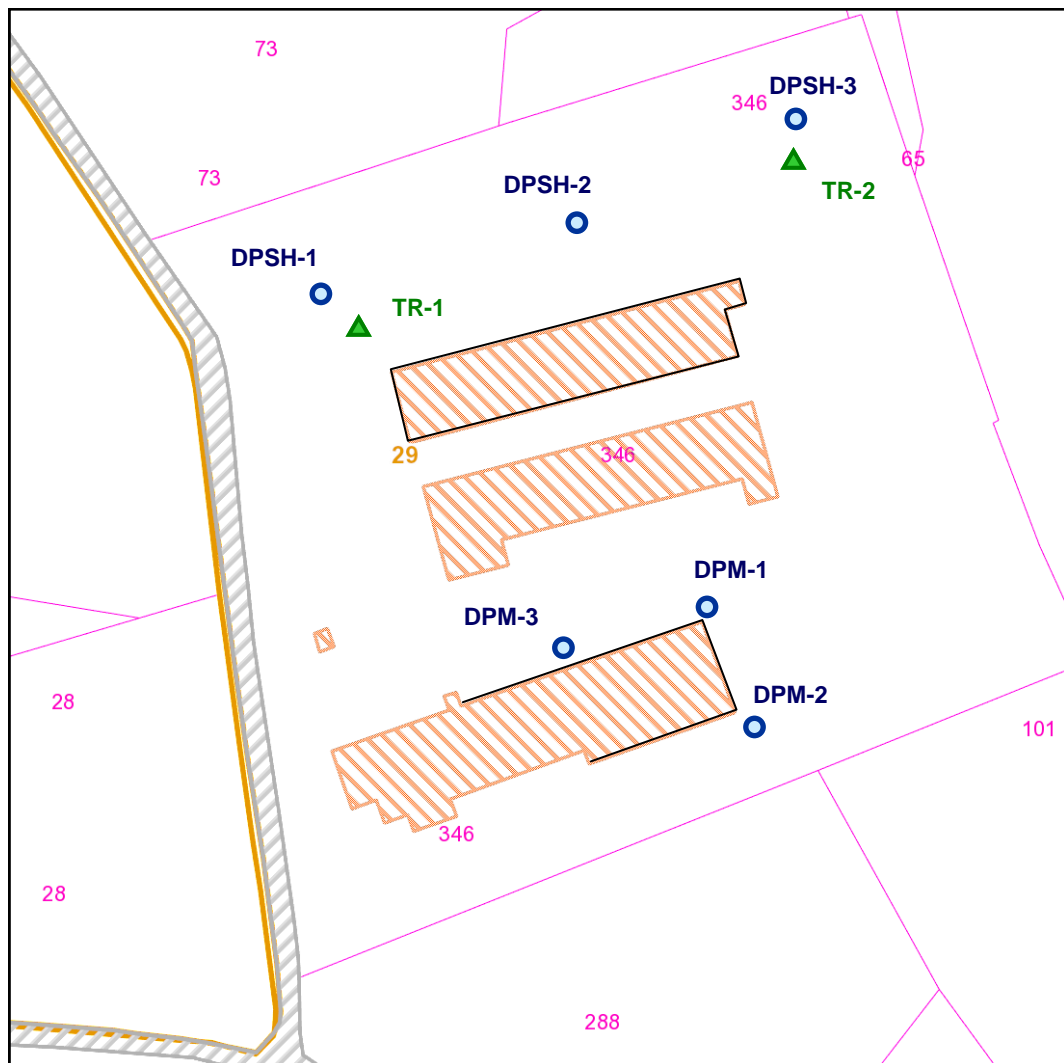 73
DPSH-3
346
65
73
DPSH-2
TR-2
DPSH-1
TR-1
29
346
DPM-1
DPM-3
28
DPM-2
101
346
28
288